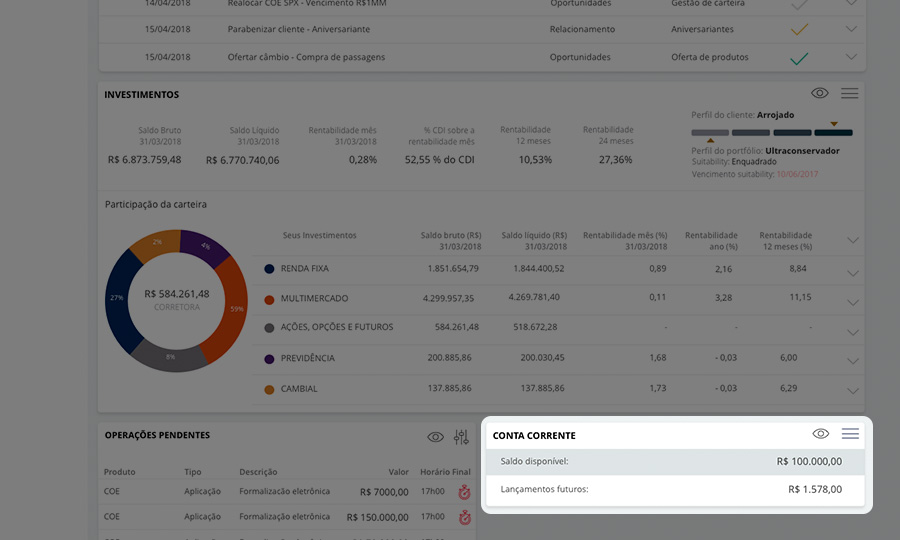 14/04/2018 Realocar COE SPX - Vencimento R$1MM Oportunidades Gestão de carteira
15/04/2018 Parabenizar cliente - Aniversariante Relacionamento Aniversariantes
15/04/2018 Ofertar câmbio - Compra de passagens Oportunidades Oferta de produtos
INVESTIMENTOS
Saldo Bruto 31/03/2018
R$ 6.873.759,48
Saldo Líquido 31/03/2018
R$ 6.770.740,06
Rentabilidade mês 31/03/2018
0,28%
% CDI sobre a rentabilidade mês
52,55 % do CDI
Rentabilidade 12 meses
10,53%
Rentabilidade 24 meses
27,36%
Perfil do cliente: Arrojado
Perfil do portfólio: Ultraconservador
Suitability: Enquadrado
Vencimento suitability: 10/06/2017
Participação da carteira
2%
4%
27%
59%
8%
R$ 584.261,48
CORRETORA
Seus Investimentos Saldo bruto (R$) 31/03/2018 Saldo líquido (R$) 31/03/2018 Rentabilidade mês (%) 31/03/2018 Rentabilidade ano (%) Rentabilidade 12 meses (%)
RENDA FIXA 1.851.654,79 1.844.400,52 0,89 2,16 8,84
MULTIMERCADO 4.299.957,35 4.269.781,40 0,11 3,28 11,15
AÇÕES, OPÇÕES E FUTUROS 584.261,48 518.672,28 - - -
PREVIDÊNCIA 200.885,86 200.030,45 1,68 - 0,03 6,00
CAMBIAL 137.885,86 137.885,86 1,73 - 0,03 6,29
OPERAÇÕES PENDENTES
Produto Tipo Descrição Valor Horário Final
COE Aplicação Formalização eletrônica R$ 7000,00 17h00
COE Aplicação Formalização eletrônica R$ 150.000,00 17h00
CONTA CORRENTE
Saldo disponível: R$ 100.000,00
Lançamentos futuros: R$ 1.578,00